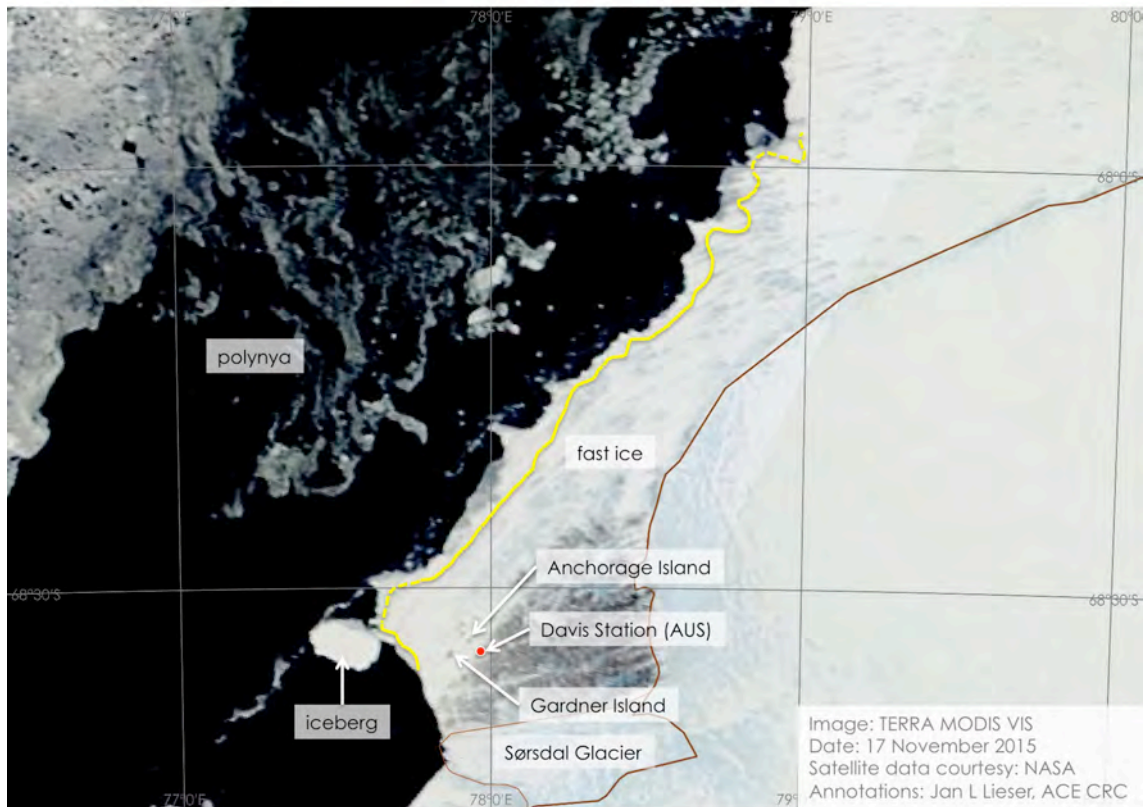 77°0'E
78°0'E
79°0'E
80°0'E
68°0'S
polynya
fast ice
Anchorage Island
68°30'S
68°30'S
Davis Station (AUS)
Gardner Island
iceberg
Sørsdal Glacier
Image: TERRA MODIS VIS
Date: 17 November 2015
Satellite data courtesy: NASA
Annotations: Jan L Lieser, ACE CRC
77°0'E
78°0'E